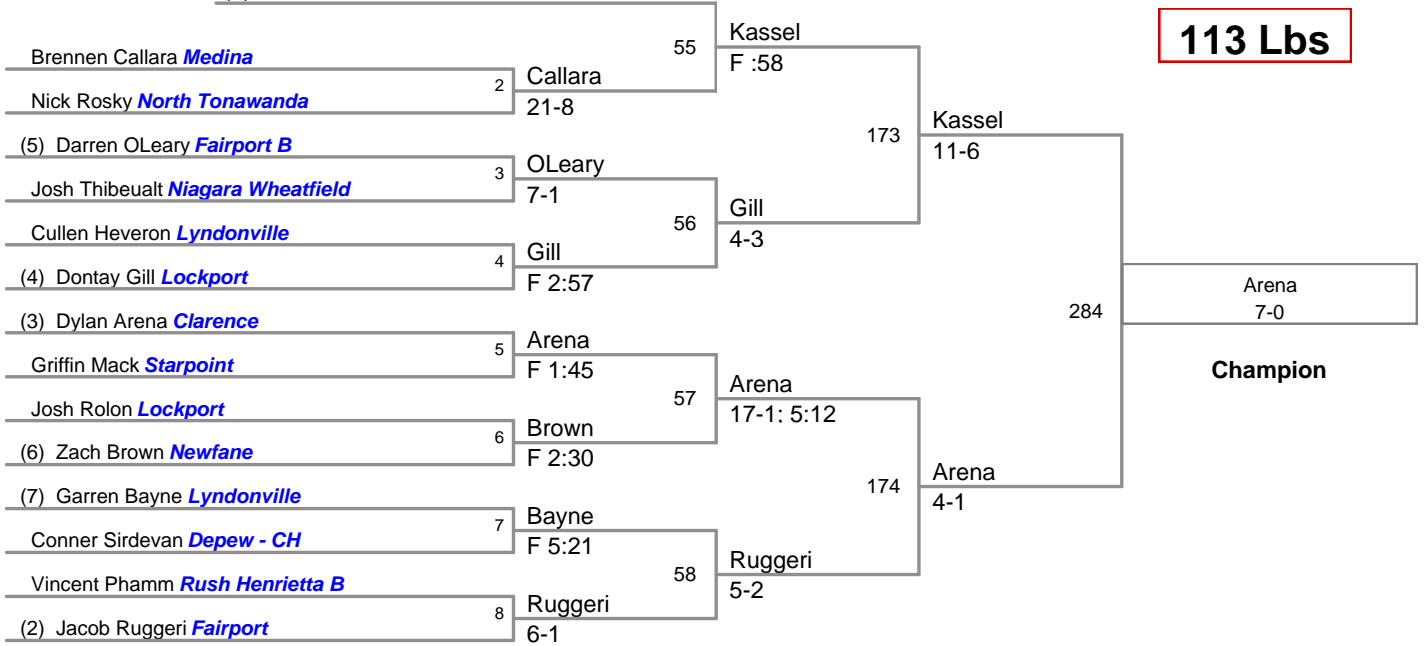 113 Lbs
Brennen Callara Medina
Nick Rosky North Tonawanda
(5) Darren OLeary Fairport B
Josh Thibeualt Niagara Wheatfield
Cullen Heveron Lyndonville
(4) Dontay Gill Lockport
(3) Dylan Arena Clarence
Griffin Mack Starpoint
Josh Rolon Lockport
(6) Zach Brown Newfane
(7) Garren Bayne Lyndonville
Conner Sirdevan Depew - CH
Vincent Phamm Rush Henrietta B
(2) Jacob Ruggeri Fairport
2
Callara
21-8
3
OLeary
7-1
4
Gill
F 2:57
5
Arena
F 1:45
6
Brown
F 2:30
7
Bayne
F 5:21
8
Ruggeri
6-1
55
Kassel
F :58
56
Gill
4-3
57
Arena
17-1; 5:12
58
Ruggeri
5-2
173
Kassel
11-6
174
Arena
4-1
284
Arena
7-0
Champion